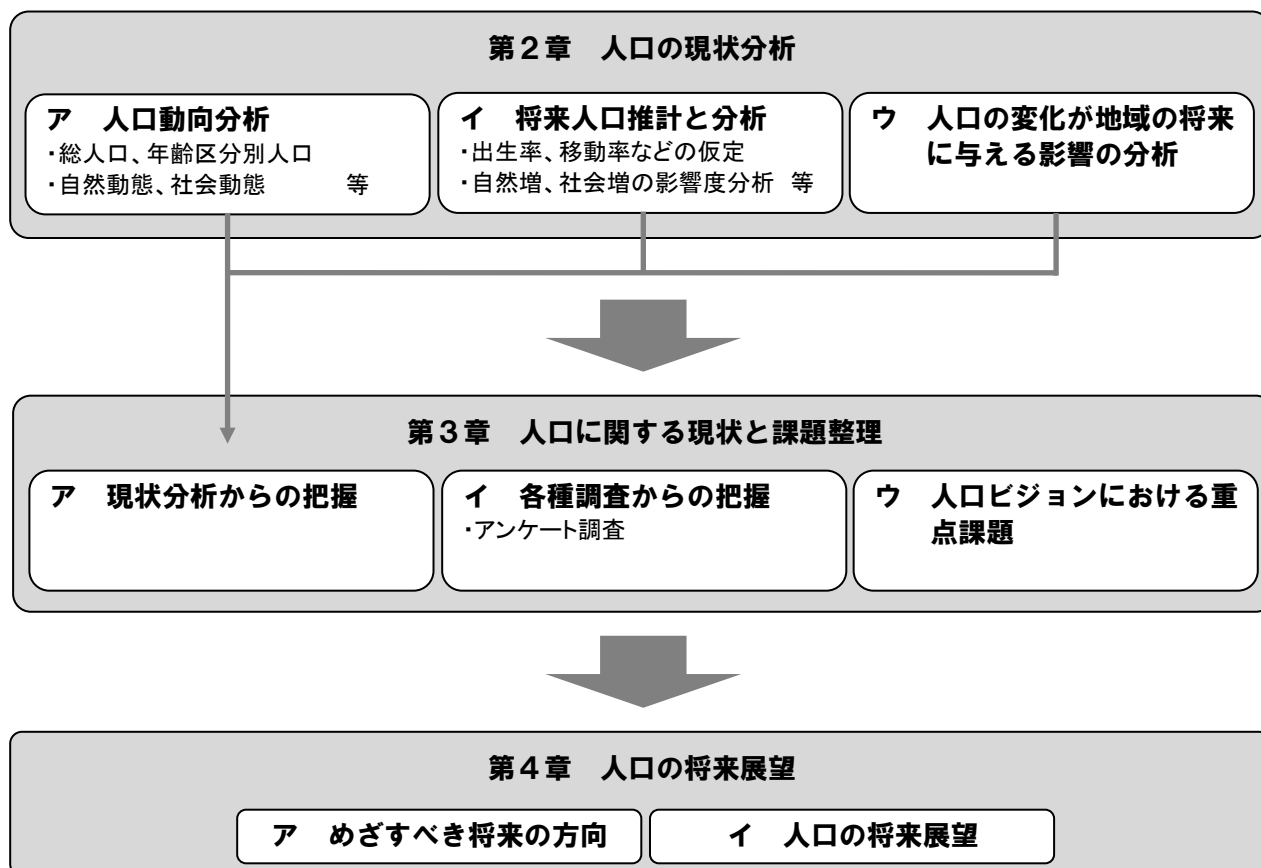 第２章　人口の現状分析
ア　人口動向分析
・総人口、年齢区分別人口
・自然動態、社会動態　　　　等
イ　将来人口推計と分析
・出生率、移動率などの仮定
・自然増、社会増の影響度分析　等
ウ　人口の変化が地域の将来
に与える影響の分析
第３章　人口に関する現状と課題整理
ア　現状分析からの把握
イ　各種調査からの把握
・アンケート調査
ウ　人口ビジョンにおける重
点課題
第４章　人口の将来展望
ア　めざすべき将来の方向
イ　人口の将来展望